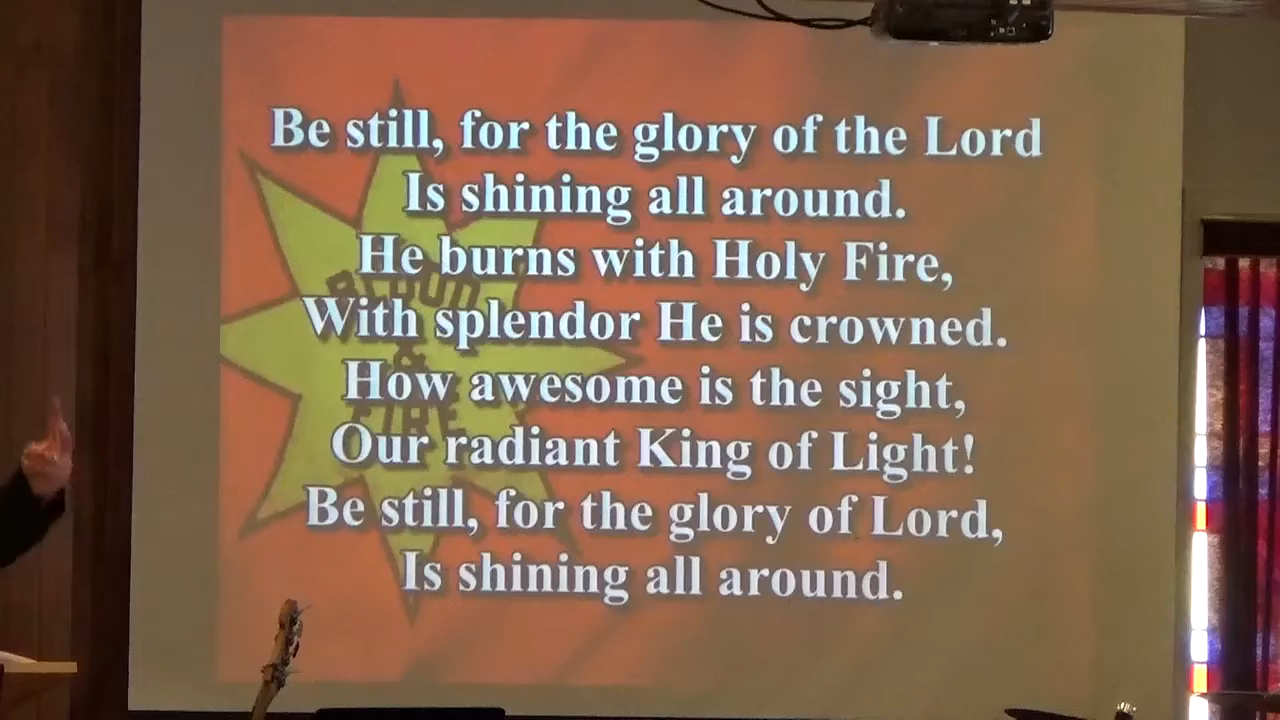 Be still, for the glory of the Lord
Is shining all around.
He burns with Holy Fire,
With splendor He is crowned.
How awesome is the sight,
Our radiant King of Light!
Be still, for the glory of Lord,
Is shining all around.
BLOOD
&
FIRE